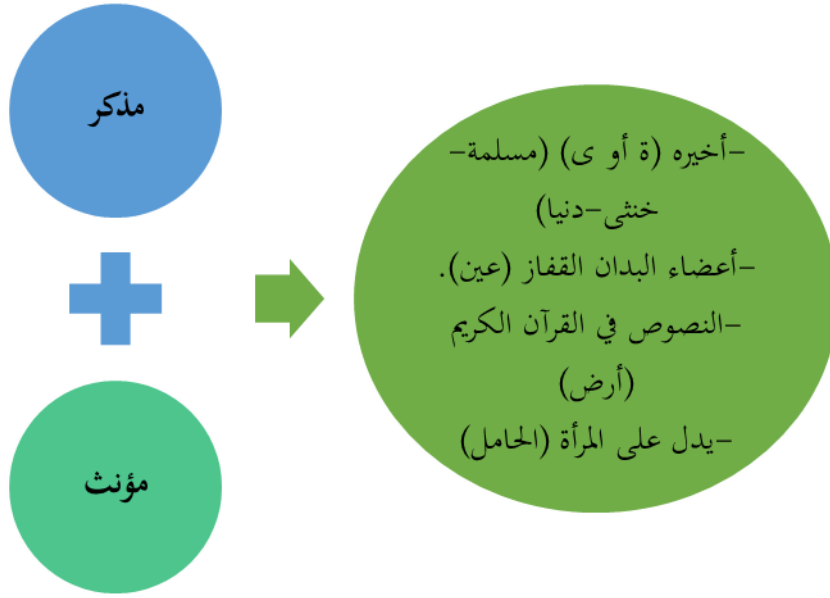 مذكر
مؤنث
-أخيره (ة أو ى) (مسلمة-
خنثى-دنيا)
-أعضاء البدان القفاز (عين).
-النصوص في القرآن الكريم
(أرض)
-يدل على المرأة (الحامل)